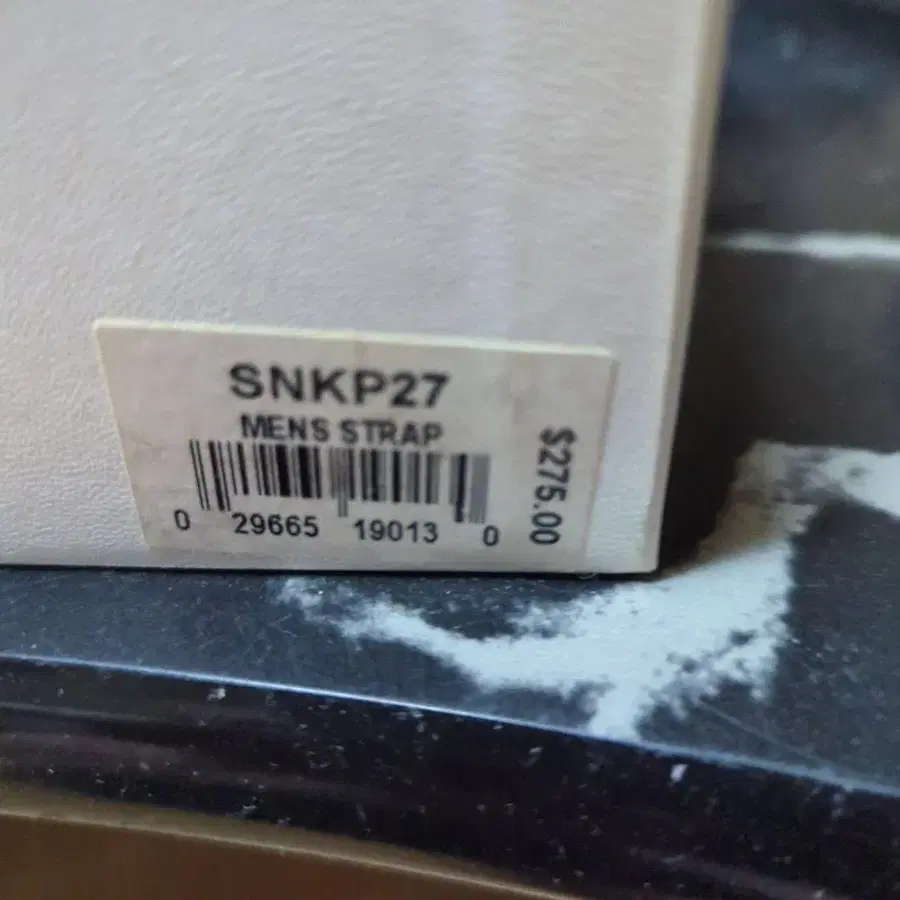 SNKP27
MENS STRAP
0 29665 19013 0
$275.00